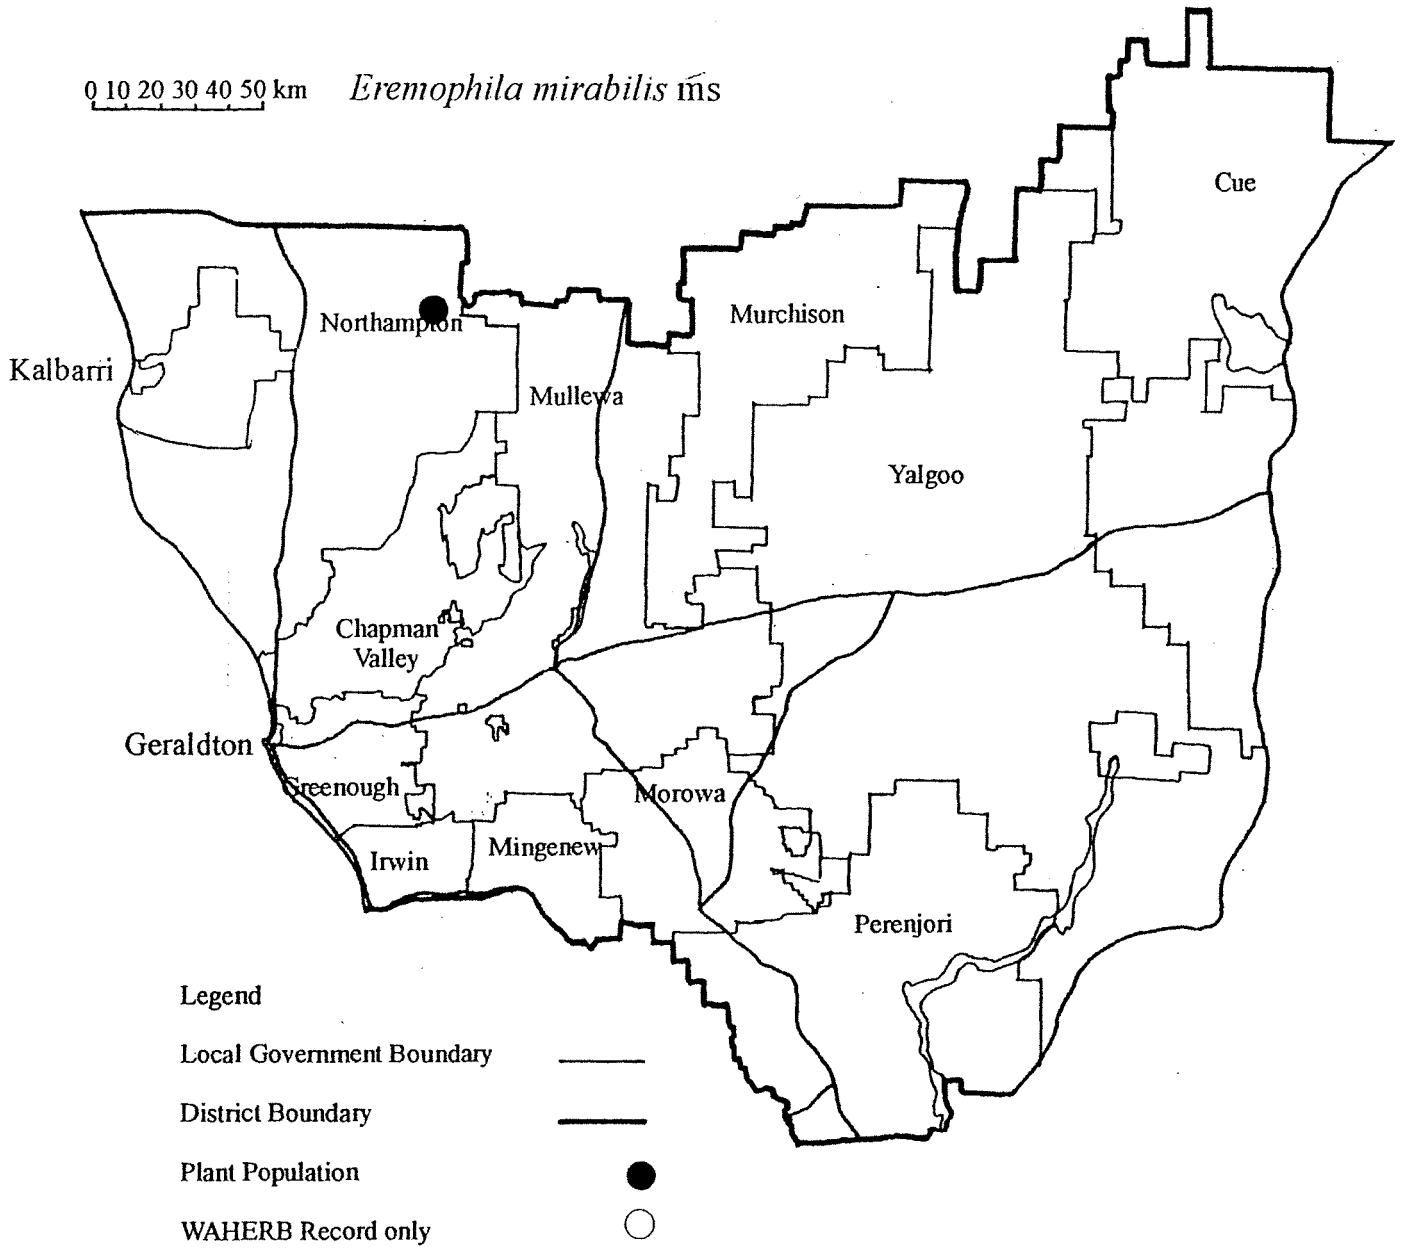 0 10 20 30 40 50 km
Eremophila mirabilis ms
Cue
Northampton
Murchison
Kalbarri
Mullewa
Yalgoo
Chapman
Valley
Geraldton
Greenough
Morowa
Irwin
Mingenew
Perenjori
Legend
Local Government Boundary
District Boundary
Plant Population
WAHERB Record only